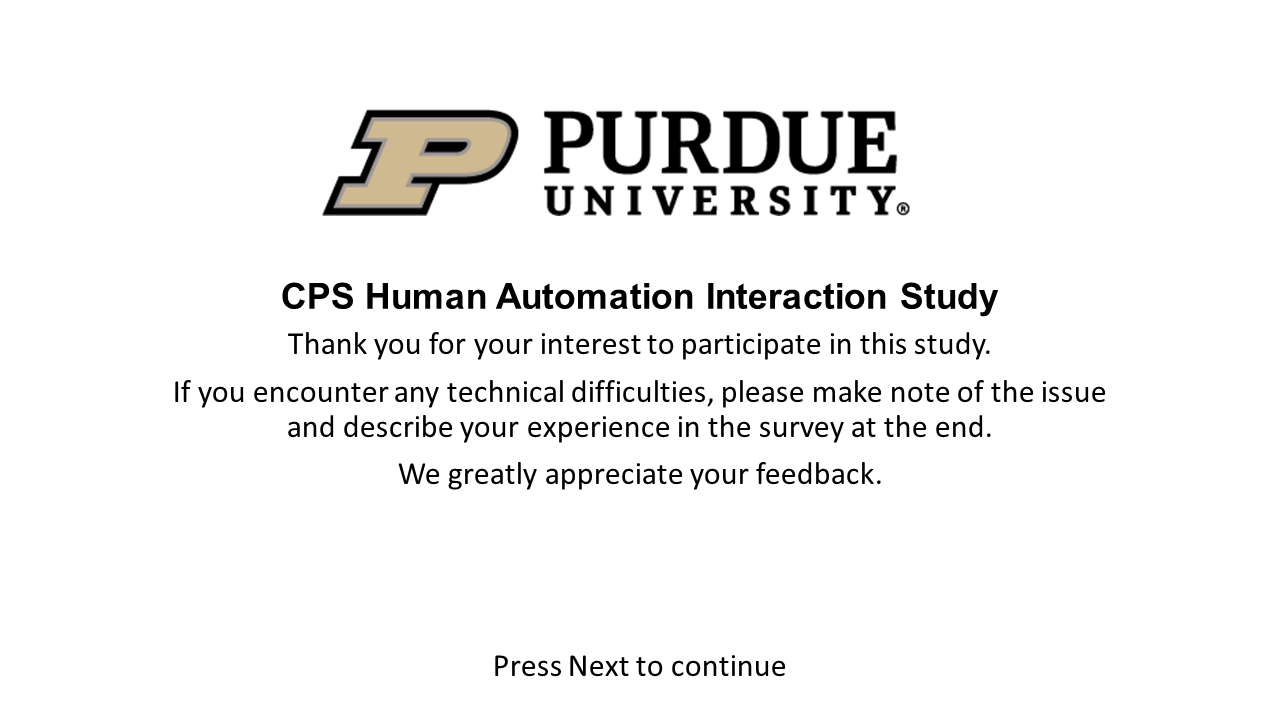 PURDUE
UNIVERSITY®
CPS Human Automation Interaction Study
Thank you for your interest to participate in this study.
If you encounter any technical difficulties, please make note of the issue
and describe your experience in the survey at the end.
We greatly appreciate your feedback.
Press Next to continue